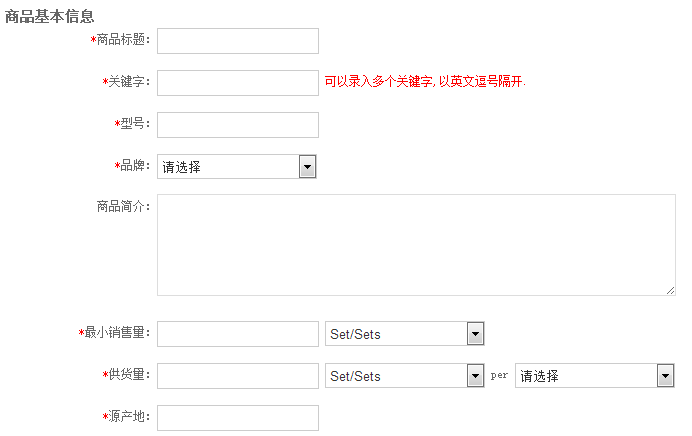 商品基本信息
*商品标题：
*关键字： 可以录入多个关键字, 以英文逗号隔开.
*型号：
*品牌： 请选择
商品简介：
*最小销售量： Set/Sets
*供货量： Set/Sets per 请选择
*源产地：